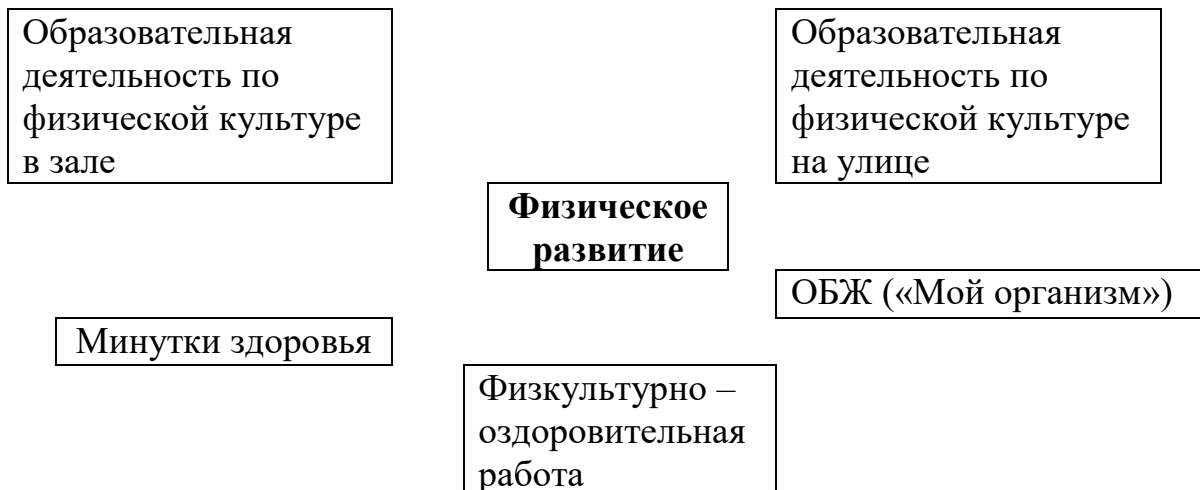 Образовательная
деятельность по
физической культуре
в зале
Образовательная
деятельность по
физической культуре
на улице
Физическое
развитие
ОБЖ («Мой организм»)
Минутки здоровья
Физкультурно –
оздоровительная
работа